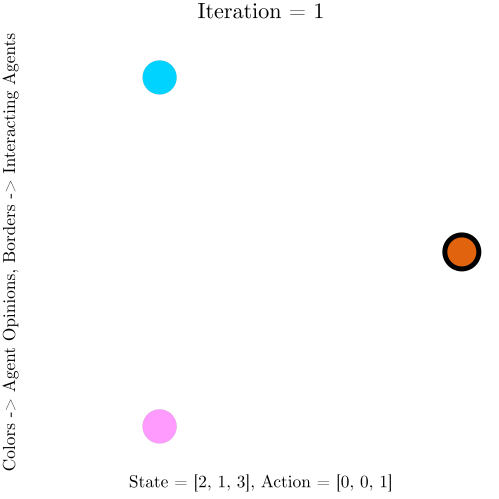 Iteration = 1
Colors -> Agent Opinions, Borders -> Interacting Agents
State = [2, 1, 3], Action = [0, 0, 1]